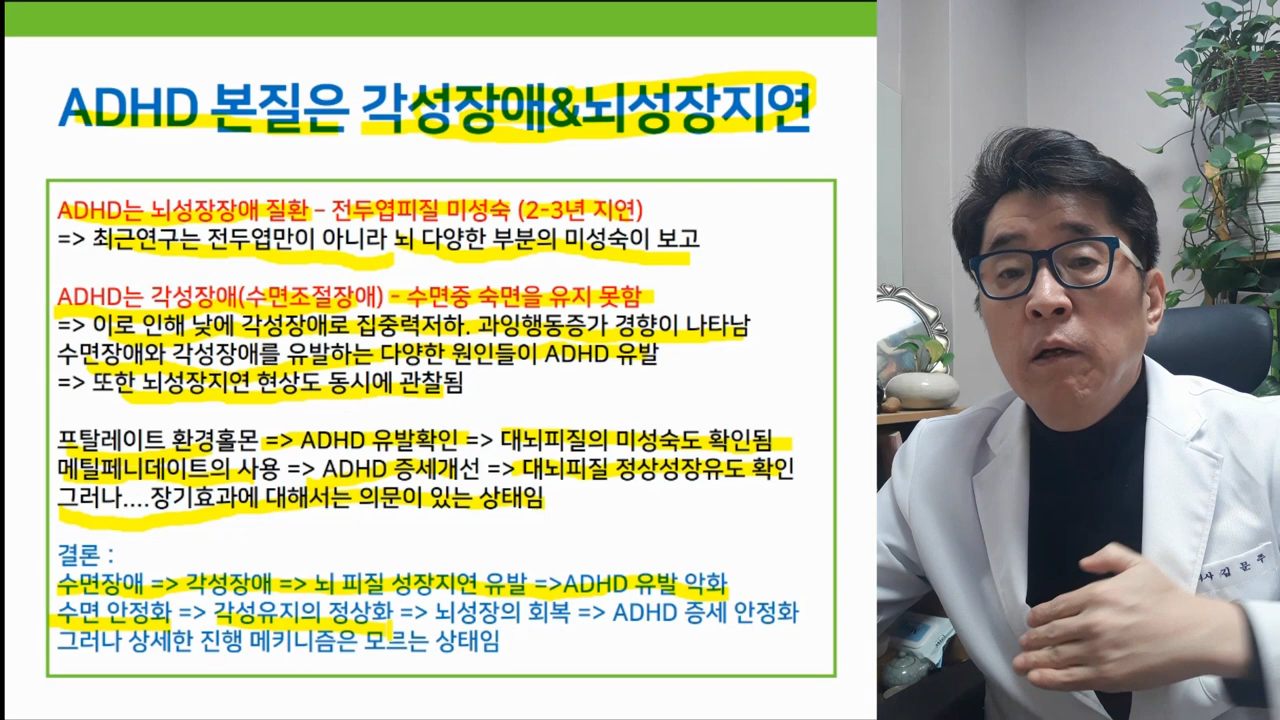 ADHD 본질은 각성장애&뇌성장지연
ADHD는 뇌성장장애 질환 - 전두엽피질 미성숙 (2-3년 지연)
=> 최근연구는 전두엽만이 아니라 뇌 다양한 부분의 미성숙이 보고
ADHD는 각성장애(수면조절장애) - 수면중 숙면을 유지 못함
=> 이로 인해 낮에 각성장애로 집중력저하. 과잉행동증가 경향이 나타남
수면장애와 각성장애를 유발하는 다양한 원인들이 ADHD 유발
=> 또한 뇌성장지연 현상도 동시에 관찰됨
프탈레이트 환경홀몬 => ADHD 유발확인 => 대뇌피질의 미성숙도 확인됨
메틸페니데이트의 사용 => ADHD 증세개선 => 대뇌피질 정상성장유도 확인
그러나....장기효과에 대해서는 의문이 있는 상태임
결론 :
수면장애 => 각성장애 => 뇌 피질 성장지연 유발 =>ADHD 유발 악화
수면 안정화 => 각성유지의 정상화 => 뇌성장의 회복 => ADHD 증세 안정화
그러나 상세한 진행 메키니즘은 모르는 상태임
김문주